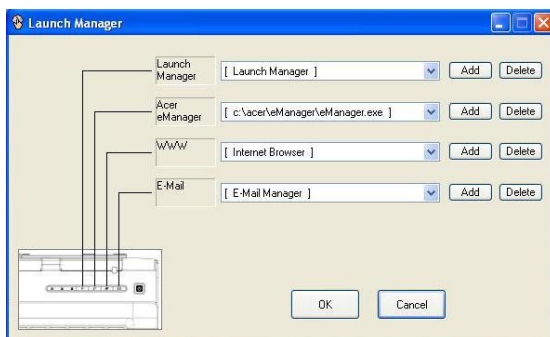 Launch Manager
Launch Manager [ Launch Manager ] Add Delete
Acer eManager [ c:\acer\eManager\eManager.exe ] Add Delete
WWW [ Internet Browser ] Add Delete
E-Mail [ E-Mail Manager ] Add Delete
OK Cancel